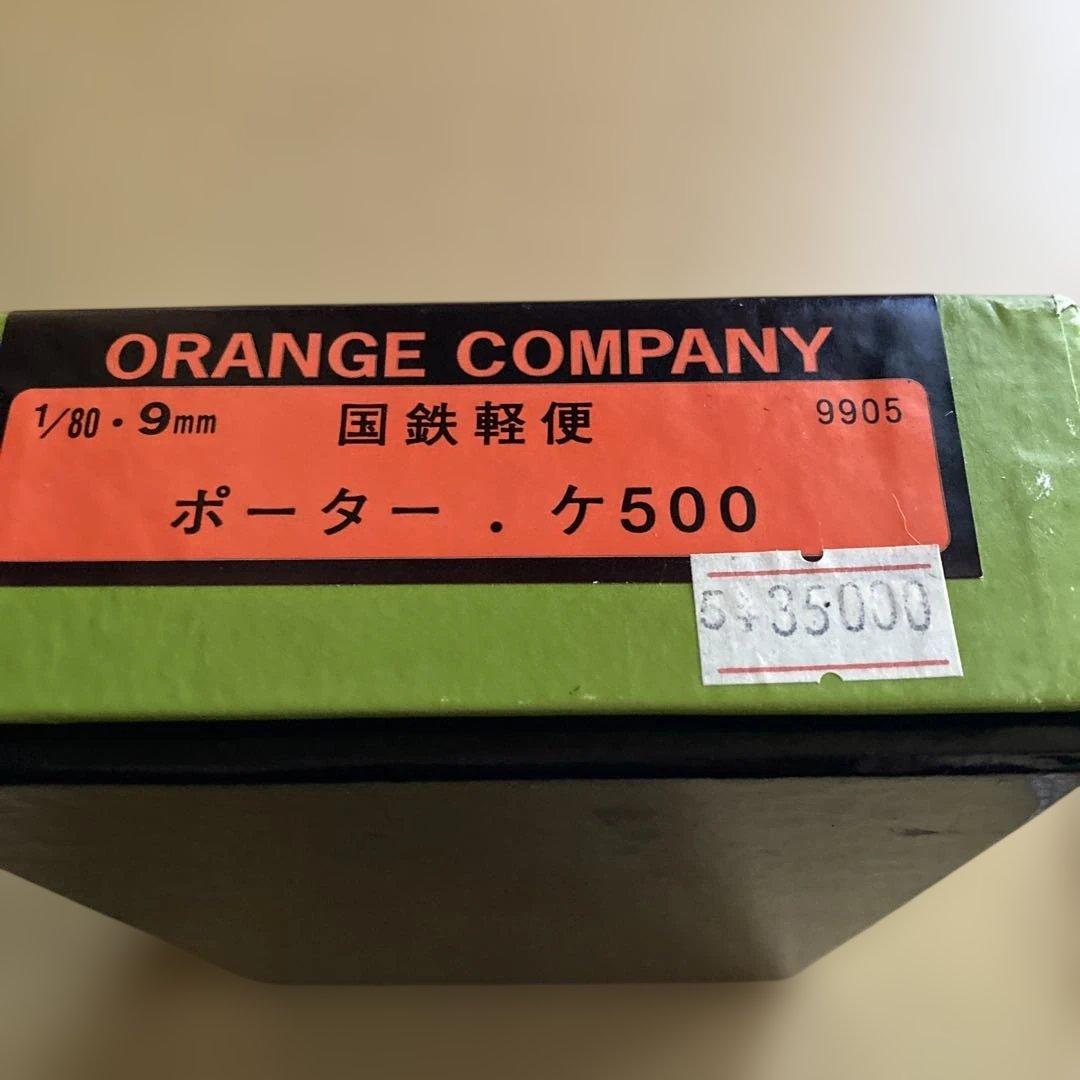 ORANGE COMPANY
1/80・9mm 国鉄軽便 9905
ポーター．ケ500
5 ¥35000